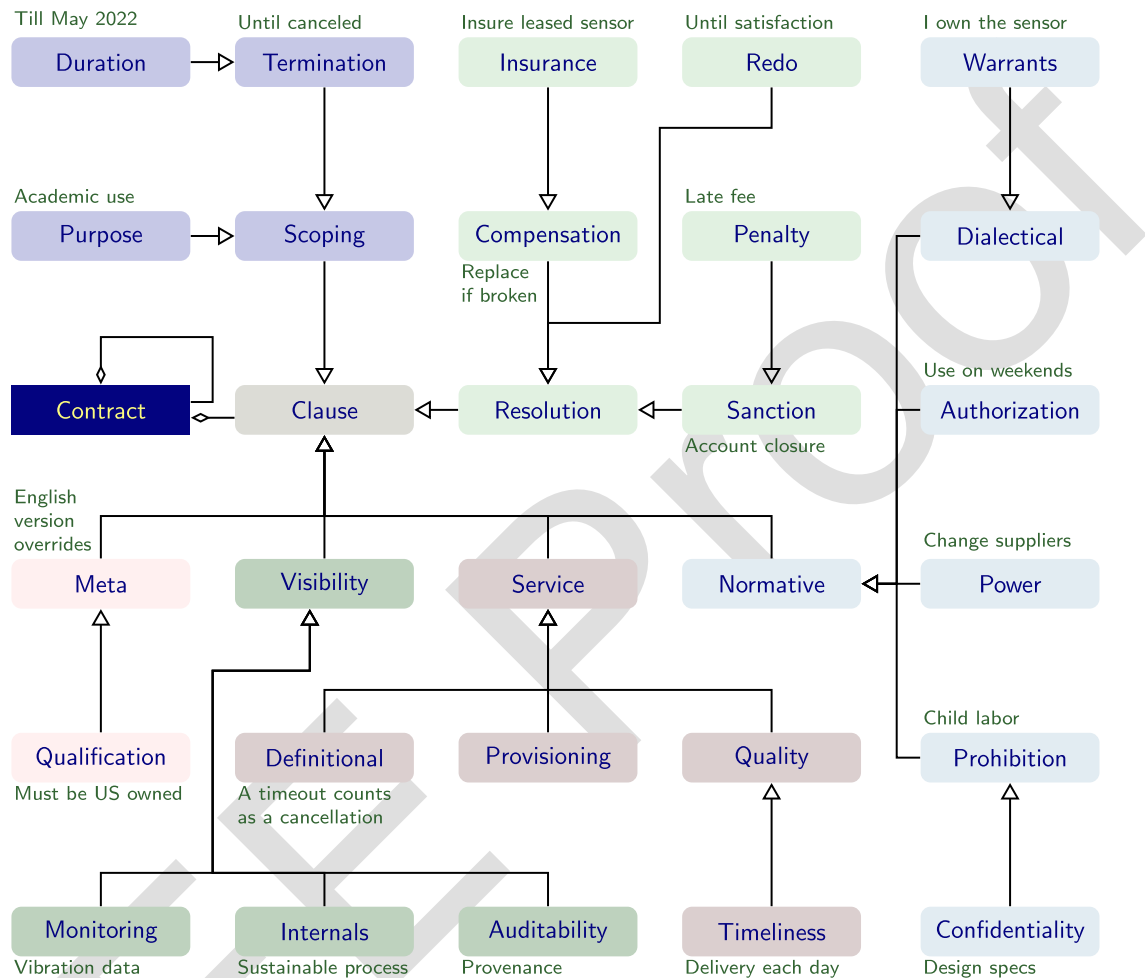 Till May 2022
Until canceled
Insure leased sensor
Until satisfaction
I own the sensor
Duration
Termination
Insurance
Redo
Warrants
Academic use
Late fee
Purpose
Scoping
Compensation
Penalty
Dialectical
Replace
if broken
Use on weekends
Contract
Clause
Resolution
Sanction
Authorization
Account closure
English
version
overrides
Change suppliers
Meta
Visibility
Service
Normative
Power
Child labor
Qualification
Definitional
Provisioning
Quality
Prohibition
Must be US owned
A timeout counts
as a cancellation
Monitoring
Internals
Auditability
Timeliness
Confidentiality
Vibration data
Sustainable process
Provenance
Delivery each day
Design specs
Proof